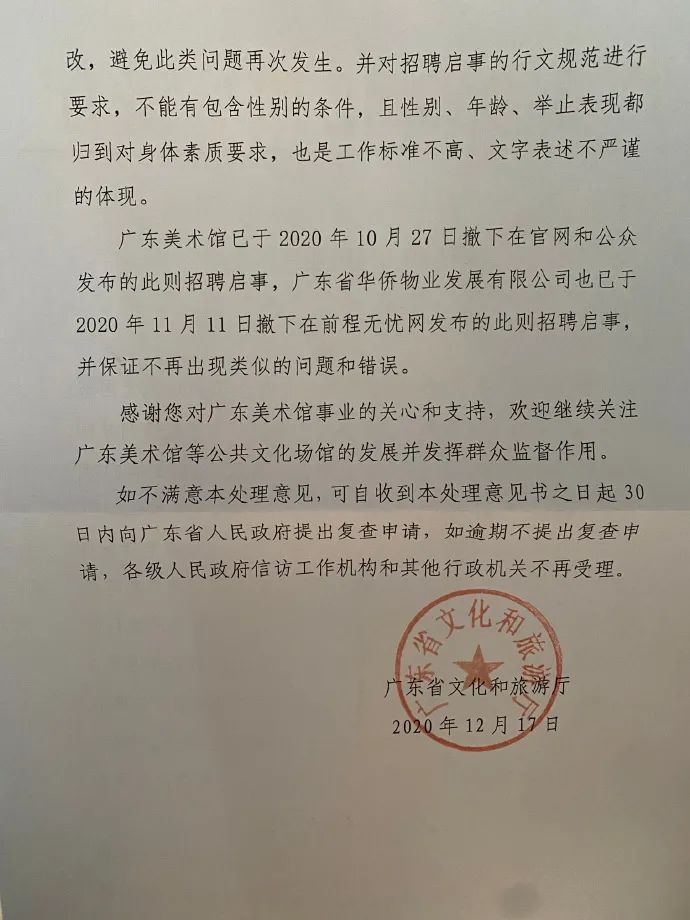 改，避免此类问题再次发生。并对招聘启事的行文规范进行
要求，不能有包含性别的条件，且性别、年龄、举止表现都
归到对身体素质要求，也是工作标准不高、文字表述不严谨
的体现。
广东美术馆已于 2020 年 10 月 27 日撤下在官网和公众
发布的此则招聘启事，广东省华侨物业发展有限公司也已于
2020 年 11 月 11 日撤下在前程无忧网发布的此则招聘启事，
并保证不再出现类似的问题和错误。
感谢您对广东美术馆事业的关心和支持，欢迎继续关注
广东美术馆等公共文化场馆的发展并发挥群众监督作用。
如不满意本处理意见，可自收到本处理意见书之日起 30
日内向广东省人民政府提出复查申请，如逾期不提出复查申
请，各级人民政府信访工作机构和其他行政机关不再受理。
广东省文化和旅游厅
广东省文化和旅游厅
2020 年 12 月 17 日